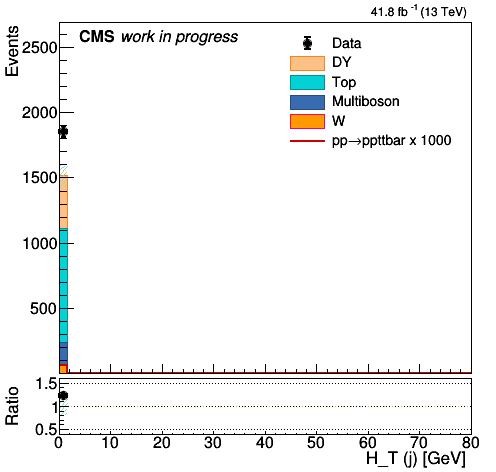 41.8 fb⁻¹ (13 TeV)
CMS work in progress
Events
2500
2000
1500
1000
500
Data
DY
Top
Multiboson
W
pp→ppttbar x 1000
Ratio
1.5
1
0.5
0 10 20 30 40 50 60 70 80
H_T (j) [GeV]